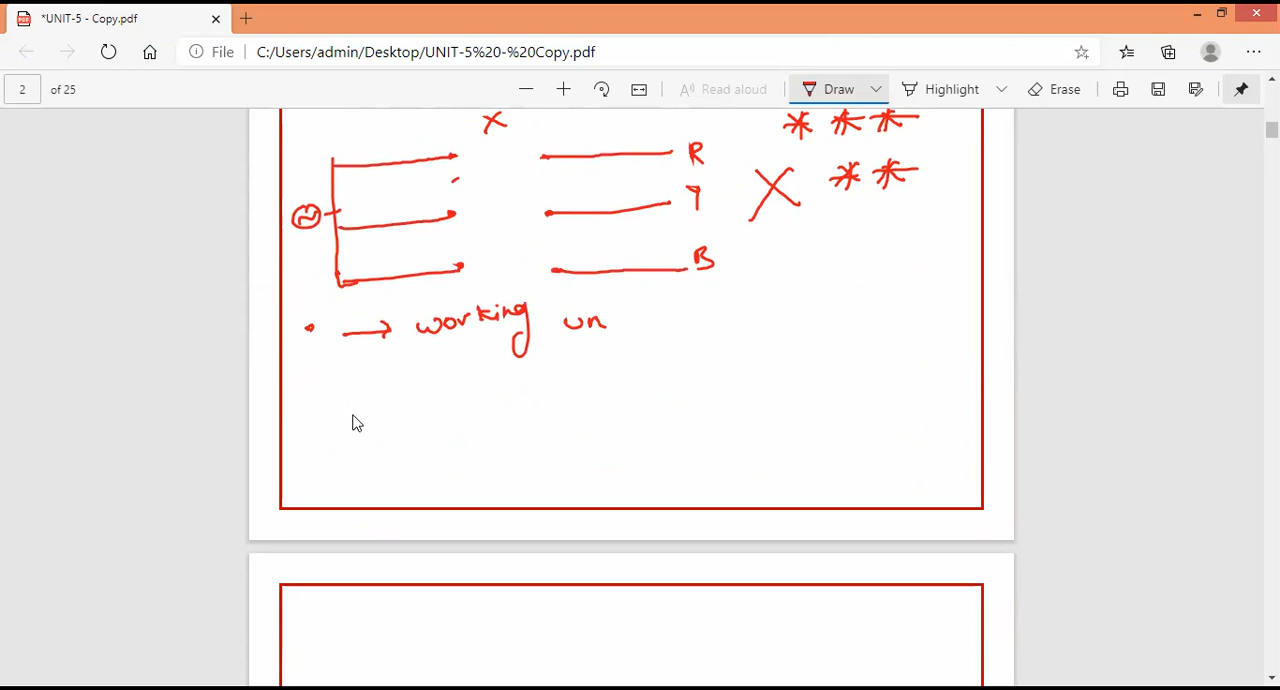 *UNIT-5 - Copy.pdf
File C:/Users/admin/Desktop/UNIT-5%20-%20Copy.pdf
2 of 25 Read aloud Draw Highlight Erase
X
R
Y
B
→ working un